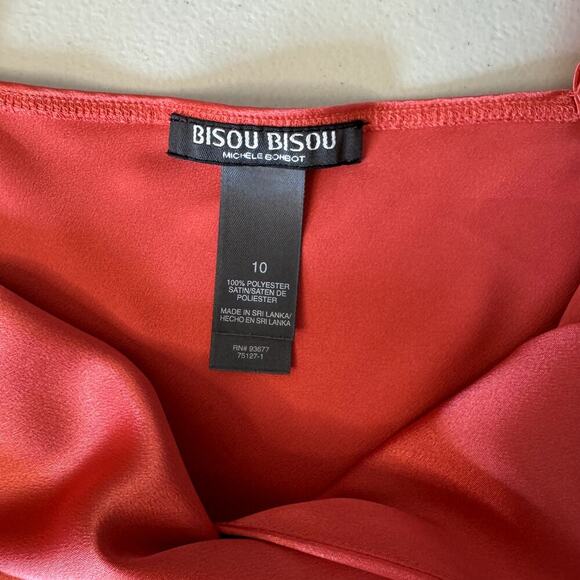 BISOU BISOU
MICHELE BOHBOT
10
100% POLYESTER
SATIN/SATEN DE
POLIESTER
MADE IN SRI LANKA/
HECHO EN SRI LANKA
RN# 93677
75127-1